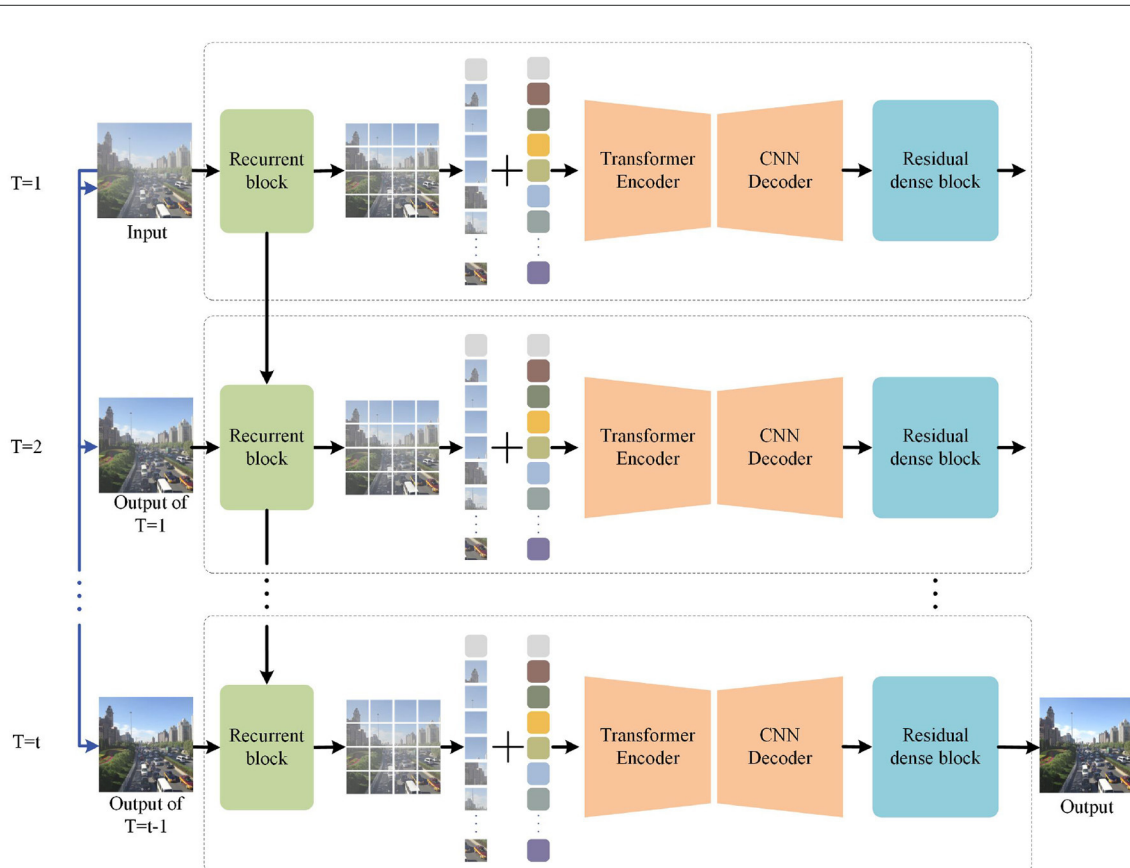 T=1
Input
Recurrent
block
Transformer
Encoder
CNN
Decoder
Residual
dense block
T=2
Output of
T=1
Recurrent
block
Transformer
Encoder
CNN
Decoder
Residual
dense block
T=t
Output of
T=t-1
Recurrent
block
Transformer
Encoder
CNN
Decoder
Residual
dense block
Output